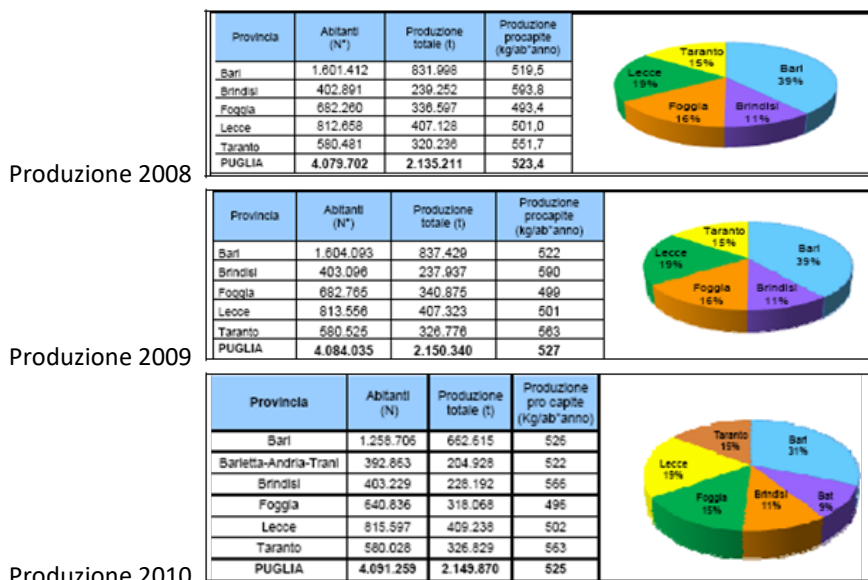 Provincia Abitanti (N°) Produzione totale (t) Produzione procapite (kg/ab*anno)
Bari 1.601.412 831.998 519,5
Brindisi 402.891 239.252 593,8
Foggia 682.260 336.597 493,4
Lecce 812.658 407.128 501,0
Taranto 580.481 320.236 551,7
PUGLIA 4.079.702 2.135.211 523,4
Taranto 15%
Bari 39%
Lecce 19%
Foggia 16%
Brindisi 11%
Produzione 2008
Provincia Abitanti (N°) Produzione totale (t) Produzione procapite (kg/ab*anno)
Bari 1.604.093 837.429 522
Brindisi 403.096 237.937 590
Foggia 682.765 340.875 499
Lecce 813.556 407.323 501
Taranto 580.525 326.776 563
PUGLIA 4.084.035 2.150.340 527
Taranto 15%
Bari 39%
Lecce 19%
Foggia 16%
Brindisi 11%
Produzione 2009
Provincia Abitanti (N) Produzione totale (t) Produzione pro capite (Kg/ab*anno)
Bari 1.258.706 662.615 526
Barletta-Andria-Trani 392.863 204.928 522
Brindisi 403.229 228.192 566
Foggia 640.836 318.068 496
Lecce 815.597 409.238 502
Taranto 580.028 326.829 563
PUGLIA 4.091.259 2.149.870 525
Taranto 15%
Bari 31%
Lecce 19%
Bat 9%
Foggia 15%
Brindisi 11%
Produzione 2010